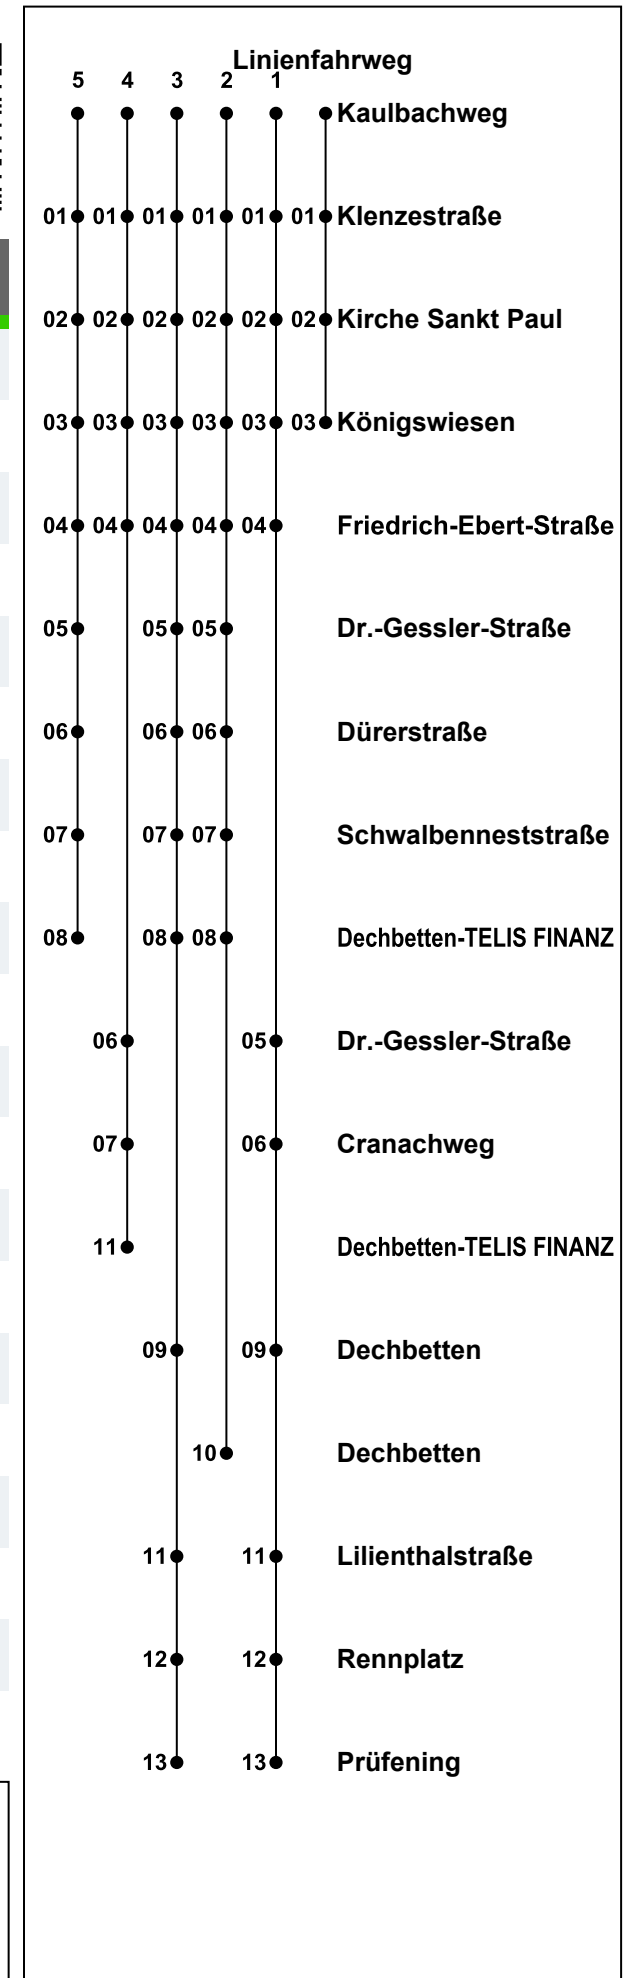 Linienfahrweg
5 4 3 2 1
Kaulbachweg
01 01 01 01 01 01 Klenzestraße
02 02 02 02 02 02 Kirche Sankt Paul
03 03 03 03 03 03 Königswiesen
04 04 04 04 04 Friedrich-Ebert-Straße
05 05 05 Dr.-Gessler-Straße
06 06 06 Dürerstraße
07 07 07 Schwalbenneststraße
08 08 08 Dechbetten-TELIS FINANZ
06 05 Dr.-Gessler-Straße
07 06 Cranachweg
11 Dechbetten-TELIS FINANZ
09 09 Dechbetten
10 Dechbetten
11 11 Lilienthalstraße
12 12 Rennplatz
13 13 Prüfening